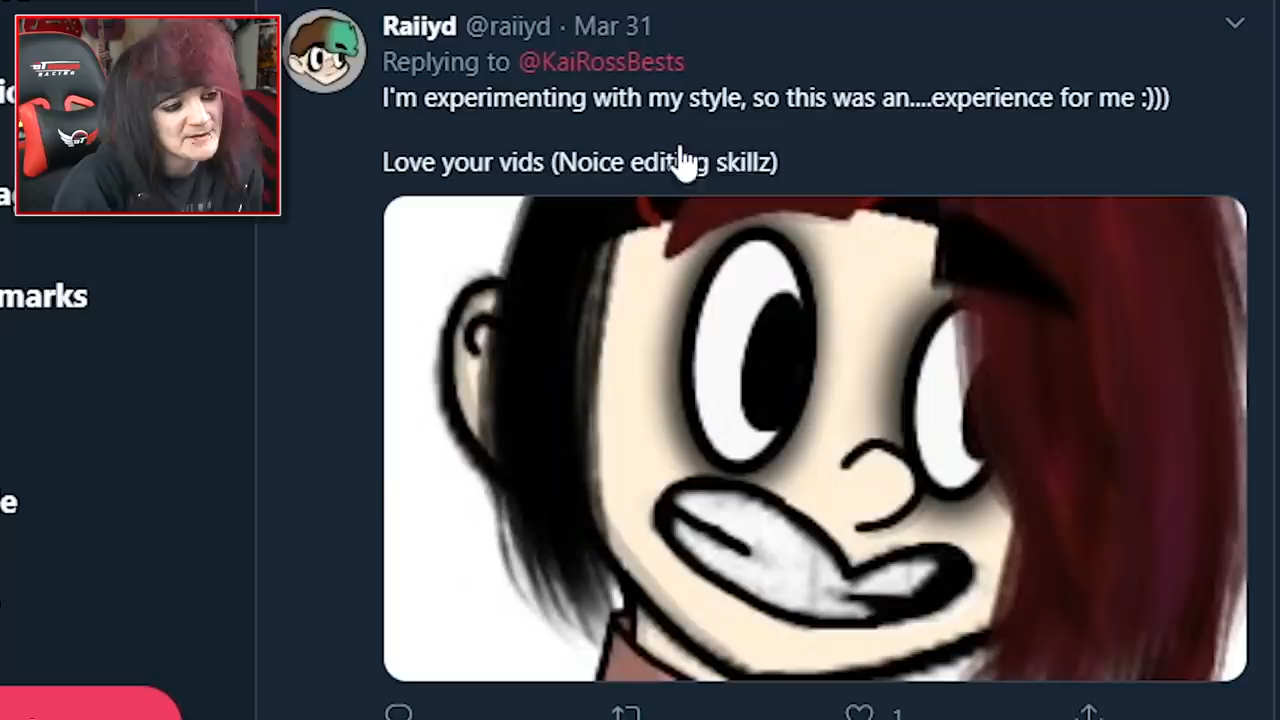 Raiiyd @raiiyd · Mar 31
Replying to @KaiRossBests
I'm experimenting with my style, so this was an....experience for me :)))
Love your vids (Noice editing skillz)
marks
e
1